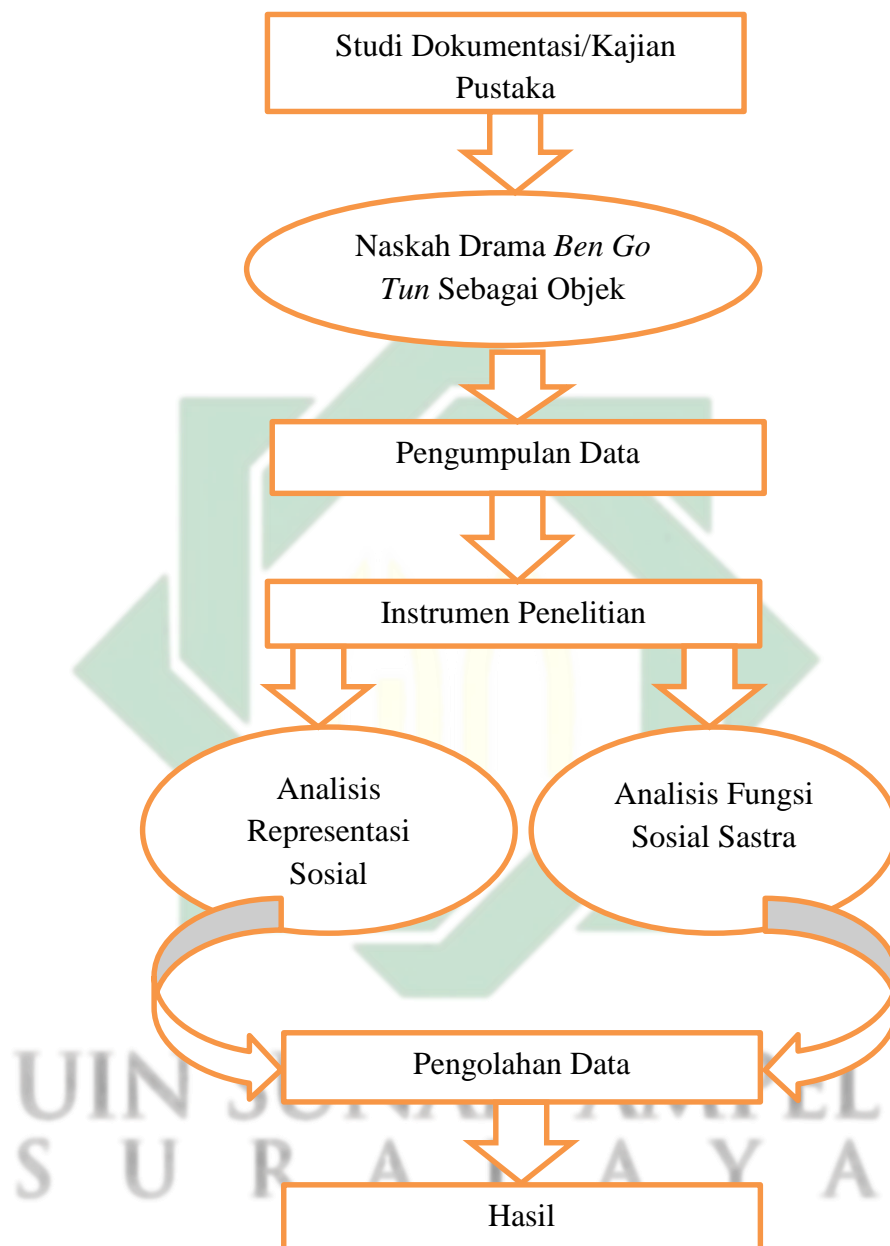 Studi Dokumentasi/Kajian
Pustaka
Naskah Drama Ben Go
Tun Sebagai Objek
Pengumpulan Data
Instrumen Penelitian
Analisis
Representasi
Sosial
Analisis Fungsi
Sosial Sastra
Pengolahan Data
UIN SUNAN AMPEL
S U R A B A Y A
Hasil